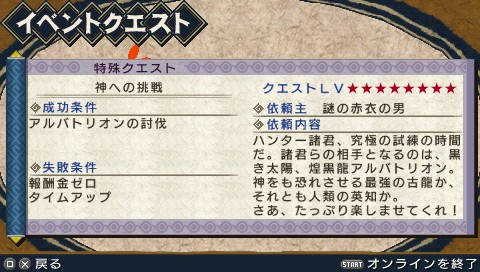 イベントクエスト
特殊クエスト
神への挑戦
クエストLV★★★★★★★★
成功条件
アルバトリオンの討伐
失敗条件
報酬金ゼロ
タイムアップ
依頼主 謎の赤衣の男
依頼内容
ハンター諸君、究極の試練の時間
だ。諸君らの相手となるのは、黒
き太陽、煌黒龍アルバトリオン。
神をも恐れさせる最強の古龍か、
それとも人類の英知か。
さあ、たっぷり楽しませてくれ！
戻る
START オンラインを終了